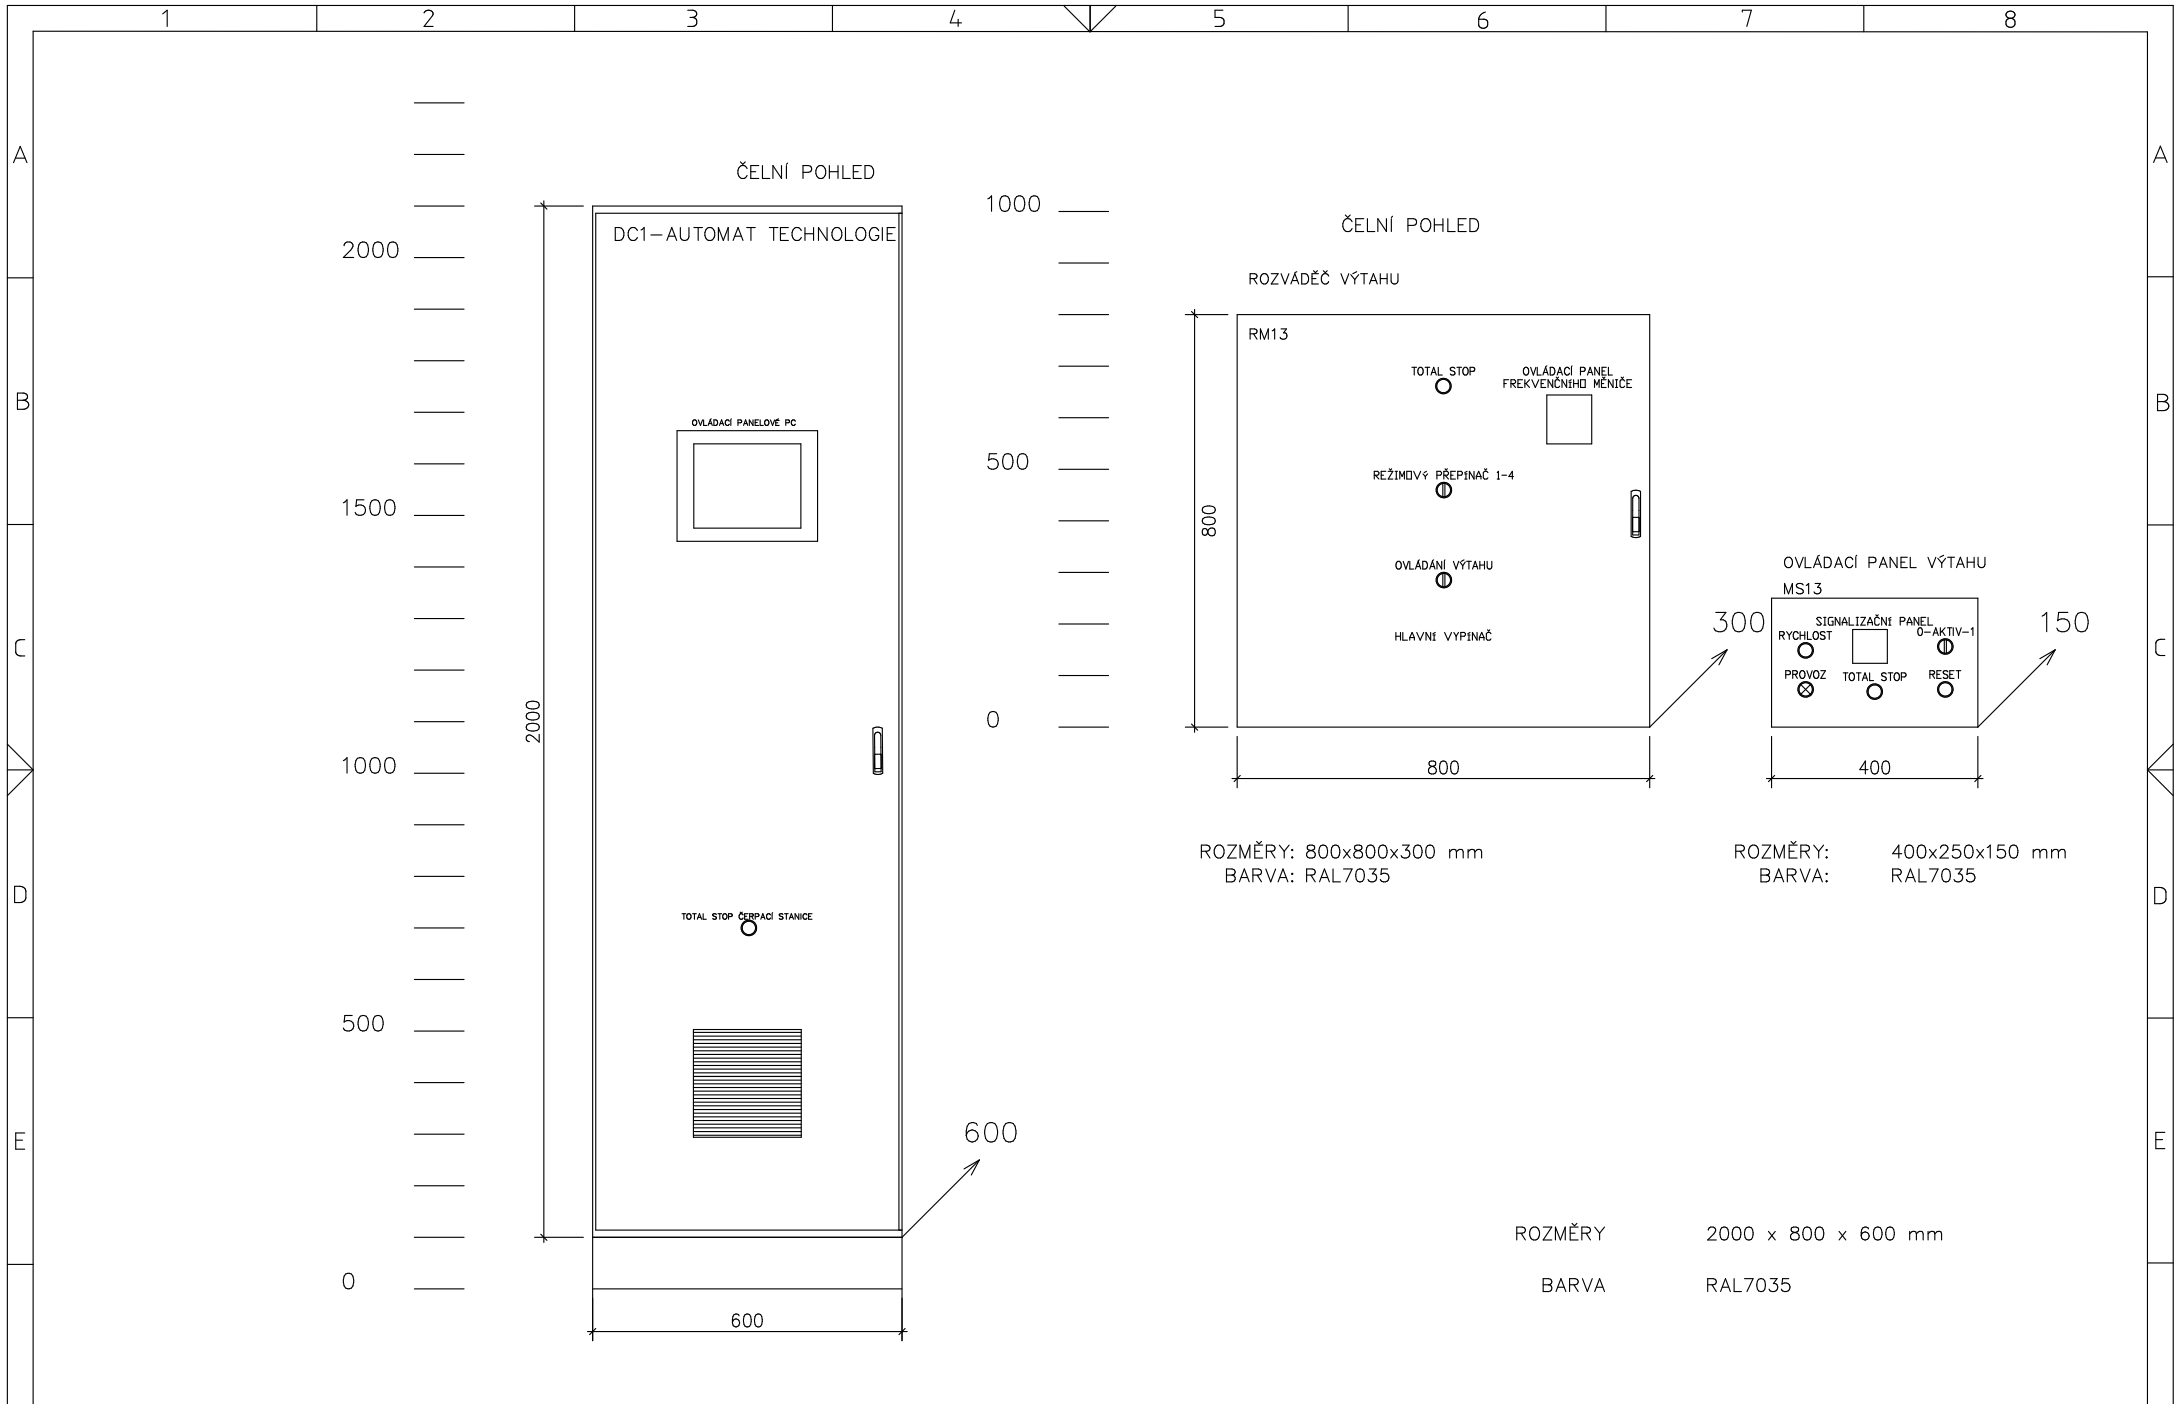 1 2 3 4 5 6 7 8
A A
ČELNÍ POHLED
DC1-AUTOMAT TECHNOLOGIE
2000
1000
ČELNÍ POHLED
ROZVÁDĚČ VÝTAHU
RM13
B B
TOTAL STOP
OVLÁDACÍ PANEL
FREKVENČNÍHO MĚNIČE
OVLÁDACÍ PANELOVÉ PC
500
REŽIMOVÝ PŘEPÍNAČ 1-4
1500
800
OVLÁDÁNÍ VÝTAHU
OVLÁDACÍ PANEL VÝTAHU
MS13
300
150
SIGNALIZAČNÍ PANEL
RYCHLOST
0-AKTIV-1
HLAVNÍ VYPÍNAČ
C C
PROVOZ
TOTAL STOP
RESET
2000
0
1000
800
400
ROZMĚRY: 800x800x300 mm
BARVA: RAL7035
ROZMĚRY: 400x250x150 mm
BARVA: RAL7035
D D
TOTAL STOP ČERPACÍ STANICE
500
600
E E
ROZMĚRY 2000 x 800 x 600 mm
BARVA RAL7035
0
600